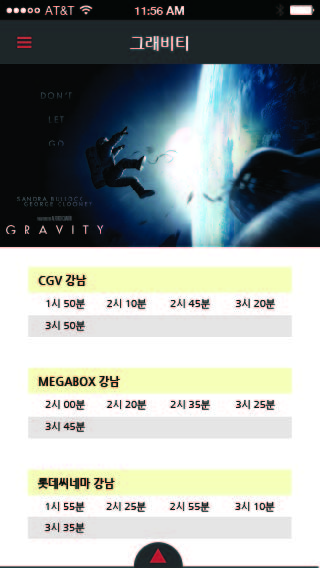 AT&T 11:56 AM
그래비티
DON'T
LET
GO
SANDRA BULLOCK
GEORGE CLOONEY
GRAVITY
CGV 강남
1시 50분 2시 10분 2시 45분 3시 20분
3시 50분
MEGABOX 강남
2시 00분 2시 20분 2시 35분 3시 25분
3시 45분
롯데씨네마 강남
1시 55분 2시 25분 2시 55분 3시 10분
3시 35분